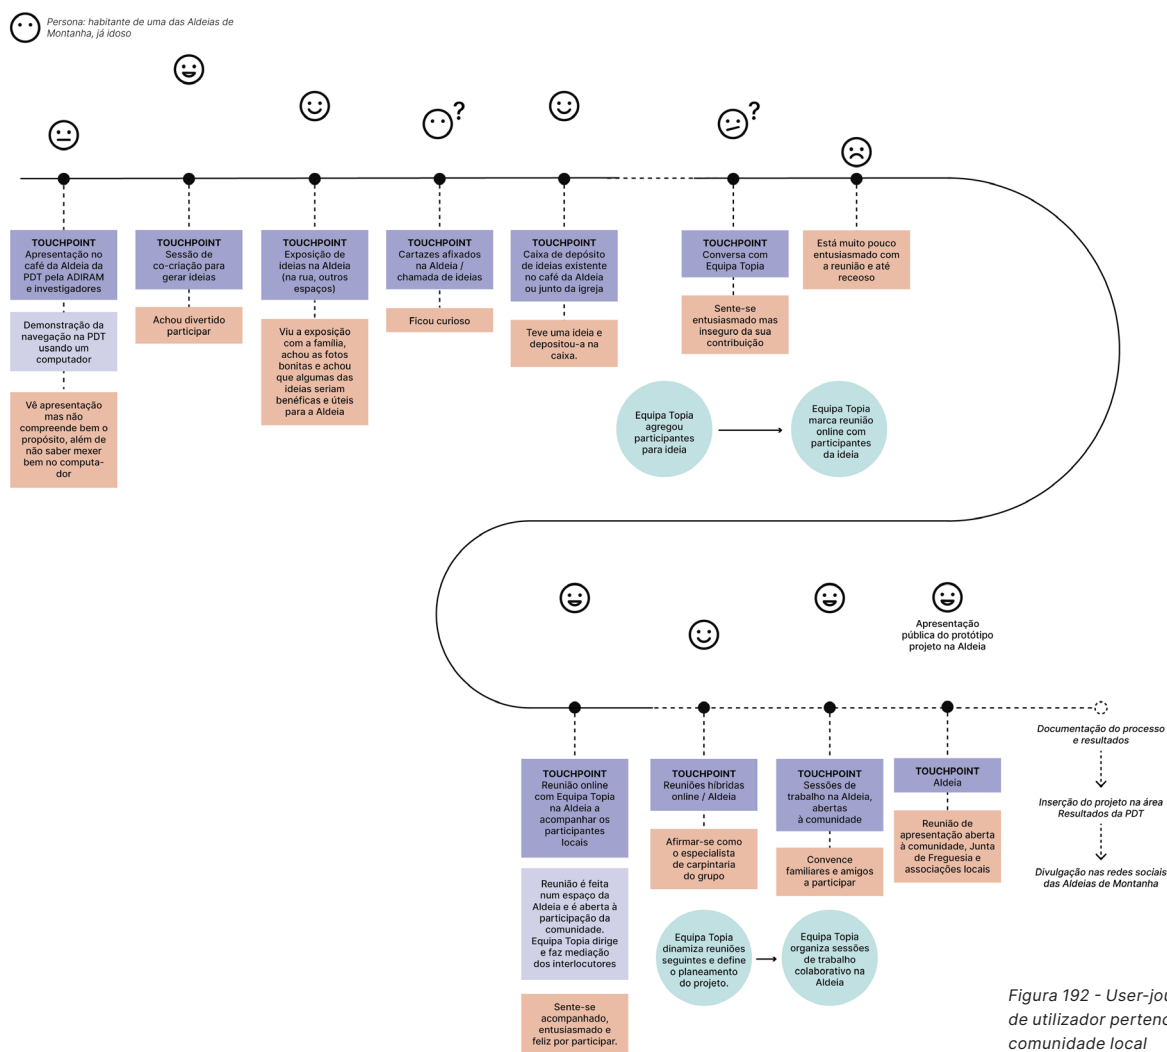 Persona: habitante de uma das Aldeias de
Montanha, já idoso
?
?
TOUCHPOINT
Apresentação no
café da Aldeia da
PDT pela ADIRAM
e investigadores
Demonstração da
navegação na PDT
usando um
computador
Vê apresentação
mas não
compreende bem o
propósito, além de
não saber mexer
bem no computa-
dor
TOUCHPOINT
Sessão de
co-criação para
gerar ideias
Achou divertido
participar
TOUCHPOINT
Exposição de
ideias na Aldeia
(na rua, outros
espaços)
Viu a exposição
com a família,
achou as fotos
bonitas e achou
que algumas das
ideias seriam
benéficas e úteis
para a Aldeia
TOUCHPOINT
Cartazes afixados
na Aldeia /
chamada de ideias
Ficou curioso
TOUCHPOINT
Caixa de depósito
de ideias existente
no café da Aldeia
ou junto da igreja
Teve uma ideia e
depositou-a na
caixa.
TOUCHPOINT
Conversa com
Equipa Topia
Sente-se
entusiasmado mas
inseguro da sua
contribuição
Está muito pouco
entusiasmado com
a reunião e até
receoso
Equipa Topia
agregou
participantes
para ideia
Equipa Topia
marca reunião
online com
participantes
da ideia
Apresentação
pública do protótipo
projeto na Aldeia
TOUCHPOINT
Reunião online
com Equipa Topia
na Aldeia a
acompanhar os
participantes
locais
Reunião é feita
num espaço da
Aldeia e é aberta à
participação da
comunidade.
Equipa Topia dirige
e faz mediação
dos interlocutores
Sente-se
acompanhado,
entusiasmado e
feliz por participar.
TOUCHPOINT
Reuniões híbridas
online / Aldeia
Afirmar-se como
o especialista de
carpintaria
do grupo
TOUCHPOINT
Sessões de
trabalho na Aldeia,
abertas
à comunidade
Convence
familiares e amigos
a participar
TOUCHPOINT
Aldeia
Reunião de
apresentação aberta
à comunidade, Junta
de Freguesia e
associações locais
Equipa Topia
dinamiza reuniões
seguintes e define
o planeamento
do projeto.
Equipa Topia
organiza sessões
de trabalho
colaborativo na
Aldeia
Documentação do processo
e resultados
Inserção do projeto na área
Resultados da PDT
Divulgação nas redes sociais
das Aldeias de Montanha
Figura 192 - User-jou
de utilizador pertenc
comunidade local